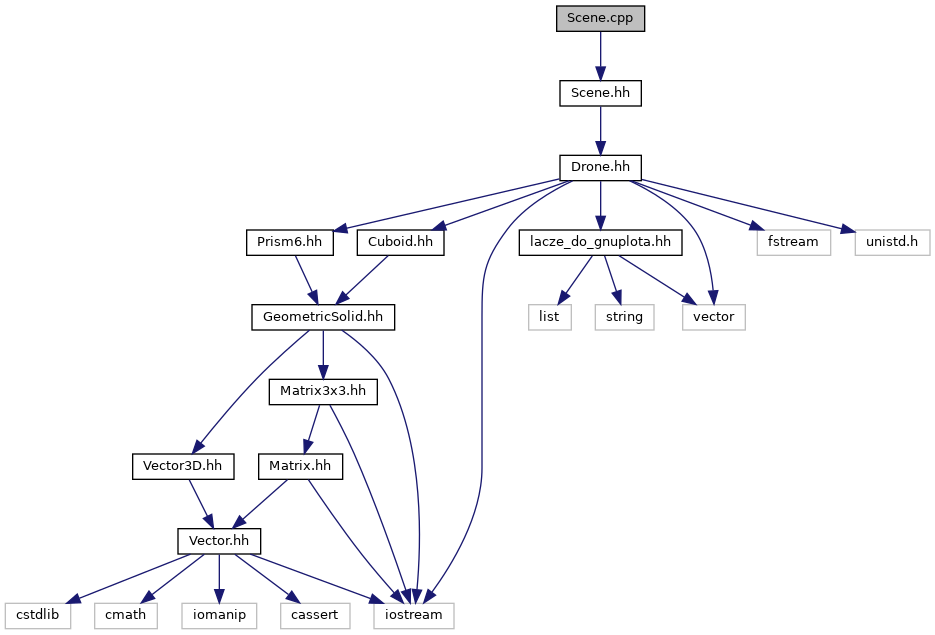 Scene.cpp
Scene.hh
Drone.hh
Prism6.hh
Cuboid.hh
lacze_do_gnuplota.hh
fstream
unistd.h
GeometricSolid.hh
list
string
vector
Matrix3x3.hh
Vector3D.hh
Matrix.hh
Vector.hh
cstdlib
cmath
iomanip
cassert
iostream